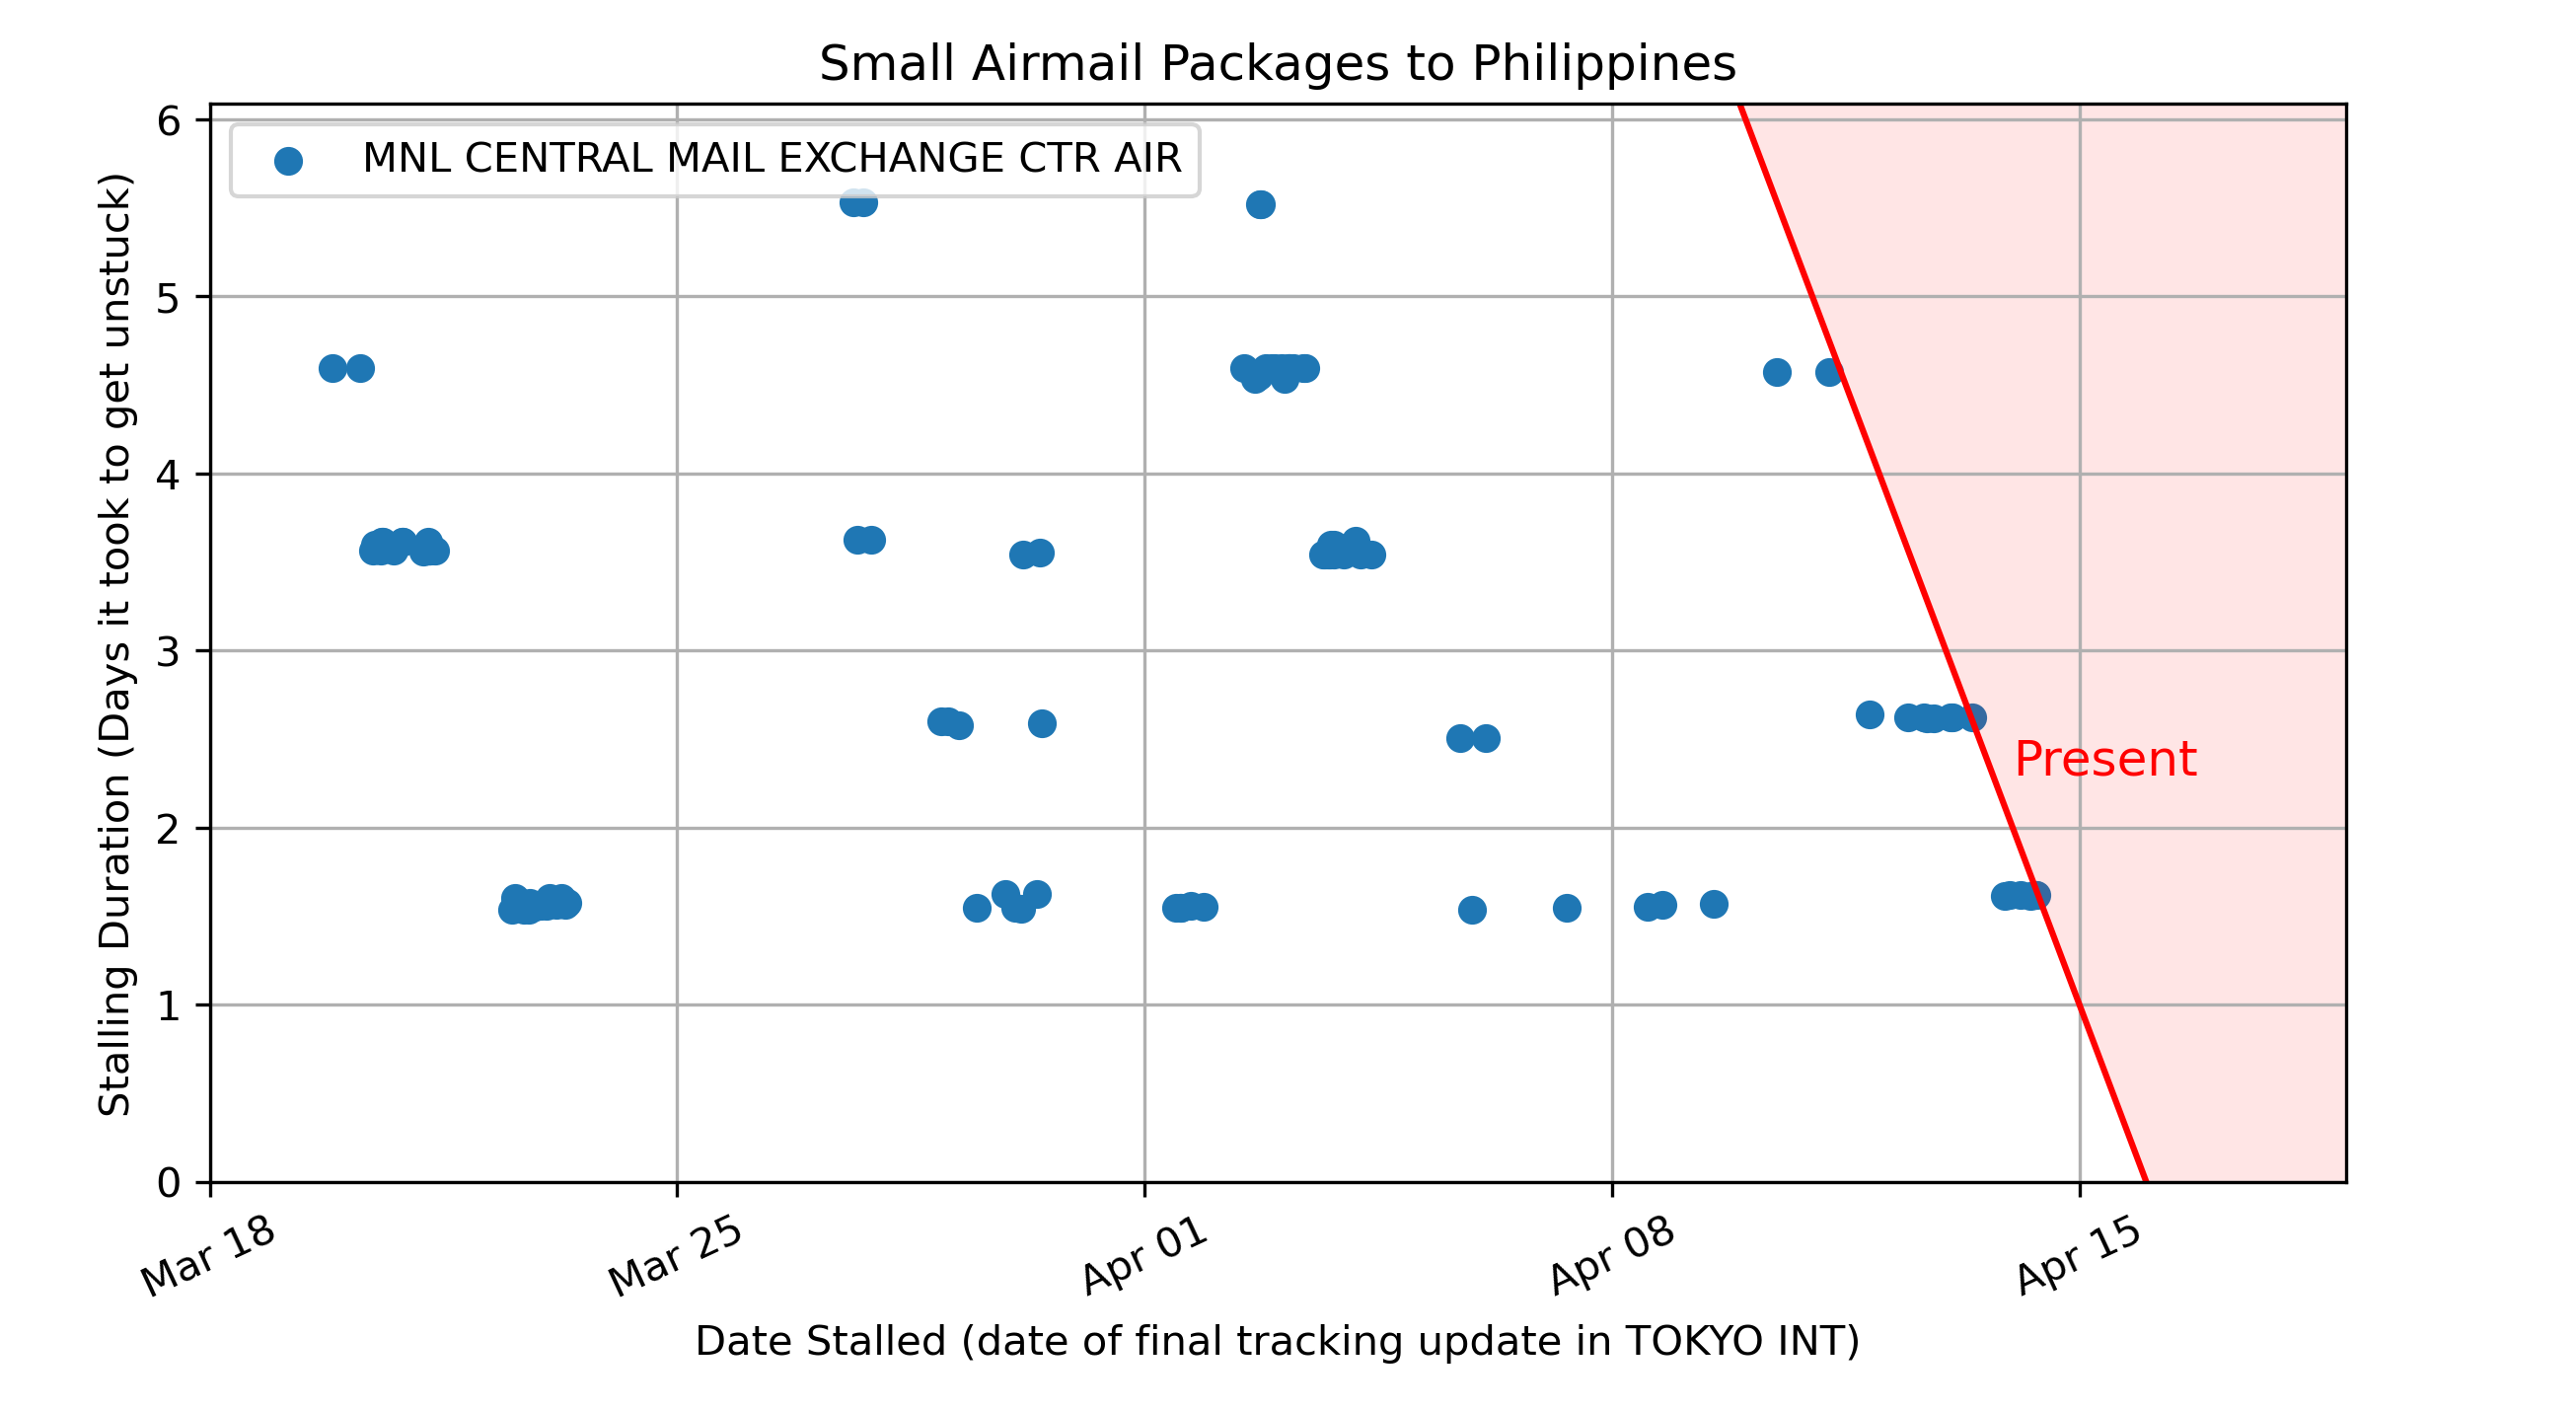 Small Airmail Packages to Philippines
MNL CENTRAL MAIL EXCHANGE CTR AIR
Stalling Duration (Days it took to get unstuck)
6
5
4
3
2
1
0
Present
Mar 18
Mar 25
Apr 01
Apr 08
Apr 15
Date Stalled (date of final tracking update in TOKYO INT)